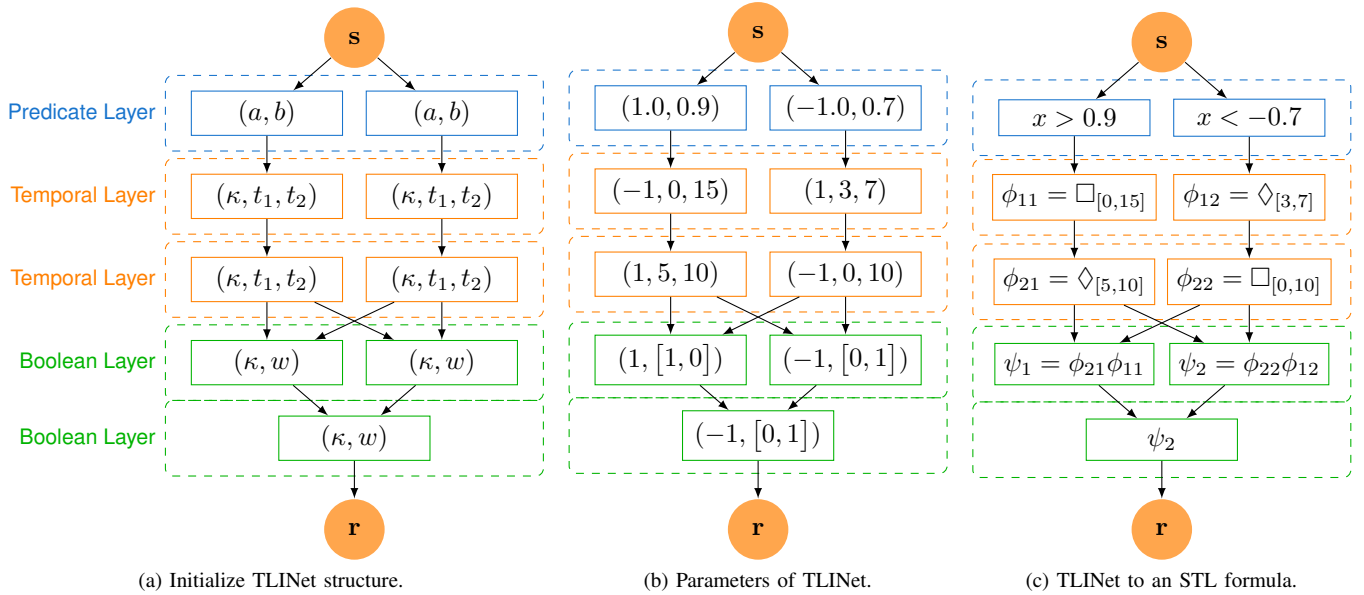 s
s
s
Predicate Layer
(a, b)
(a, b)
(1.0, 0.9)
(−1.0, 0.7)
x > 0.9
x < −0.7
Temporal Layer
(κ, t₁, t₂)
(κ, t₁, t₂)
(−1, 0, 15)
(1, 3, 7)
ϕ₁₁ = □[0,15]
ϕ₁₂ = ◊[3,7]
Temporal Layer
(κ, t₁, t₂)
(κ, t₁, t₂)
(1, 5, 10)
(−1, 0, 10)
ϕ₂₁ = ◊[5,10]
ϕ₂₂ = □[0,10]
Boolean Layer
(κ, w)
(κ, w)
(1, [1, 0])
(−1, [0, 1])
ψ₁ = ϕ₂₁ϕ₁₁
ψ₂ = ϕ₂₂ϕ₁₂
Boolean Layer
(κ, w)
(−1, [0, 1])
ψ₂
r
r
r
(a) Initialize TLINet structure.
(b) Parameters of TLINet.
(c) TLINet to an STL formula.